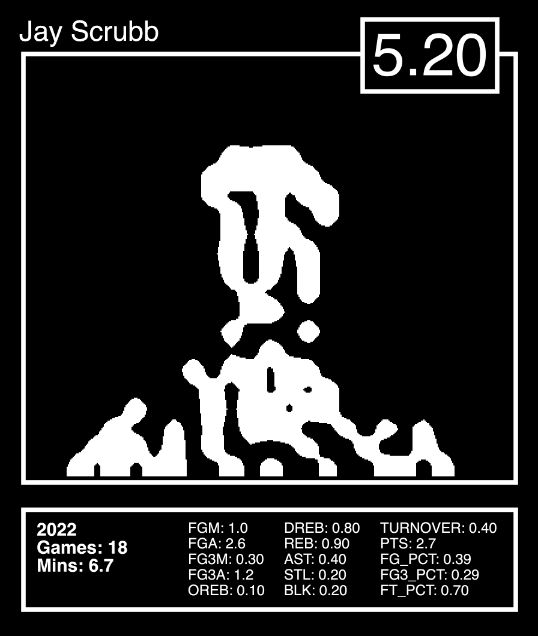 Jay Scrubb
5.20
2022
Games: 18
Mins: 6.7
FGM: 1.0
FGA: 2.6
FG3M: 0.30
FG3A: 1.2
OREB: 0.10
DREB: 0.80
REB: 0.90
AST: 0.40
STL: 0.20
BLK: 0.20
TURNOVER: 0.40
PTS: 2.7
FG_PCT: 0.39
FG3_PCT: 0.29
FT_PCT: 0.70